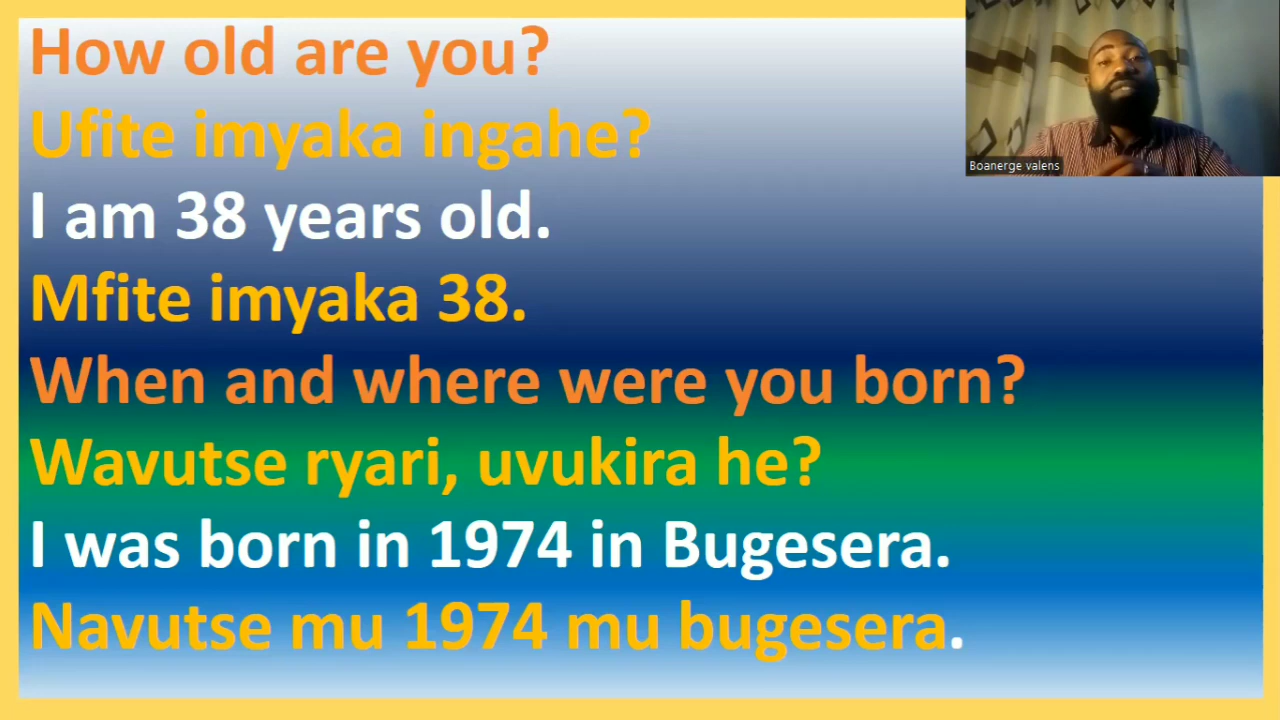 How old are you?
Ufite imyaka ingahe?
I am 38 years old.
Mfite imyaka 38.
When and where were you born?
Wavutse ryari, uvukira he?
I was born in 1974 in Bugesera.
Navutse mu 1974 mu bugesera.
Boanerge valens